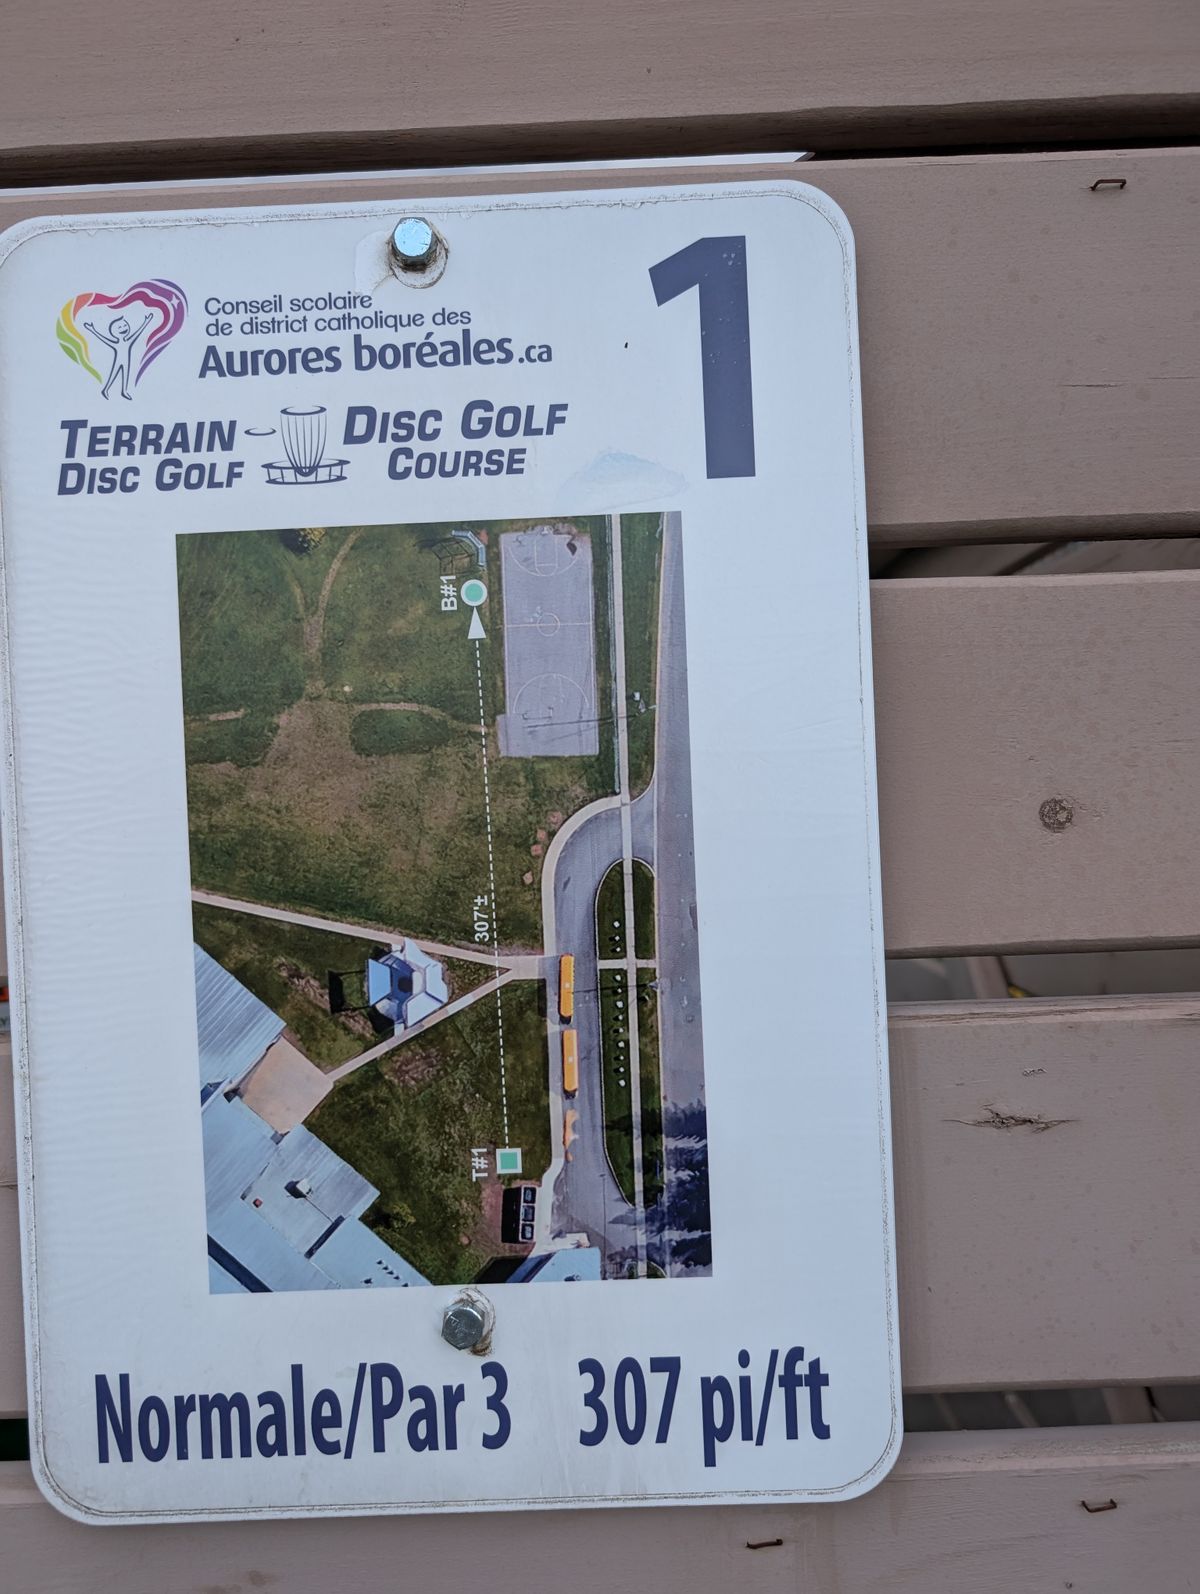 Conseil scolaire
de district catholique des
Aurores boréales.ca
1
TERRAIN
DISC GOLF
DISC GOLF
COURSE
B#1
307'±
T#1
Normale/Par 3 307 pi/ft